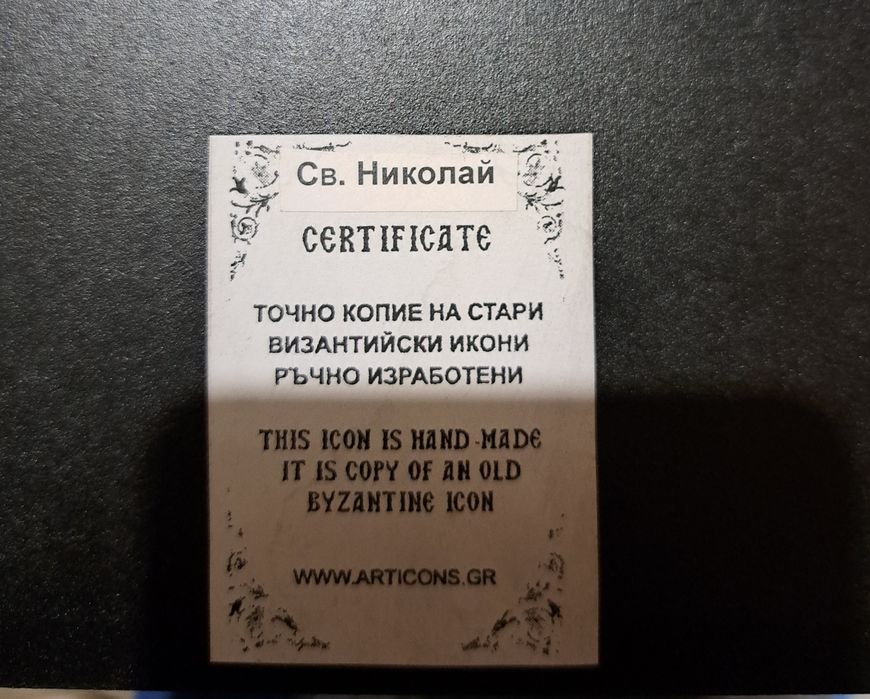 Св. Николай
CERTIFICATE
ТОЧНО КОПИЕ НА СТАРИ
ВИЗАНТИЙСКИ ИКОНИ
РЪЧНО ИЗРАБОТЕНИ
THIS ICON IS HAND-MADE
IT IS COPY OF AN OLD
BYZANTINE ICON
WWW.ARTICONS.GR